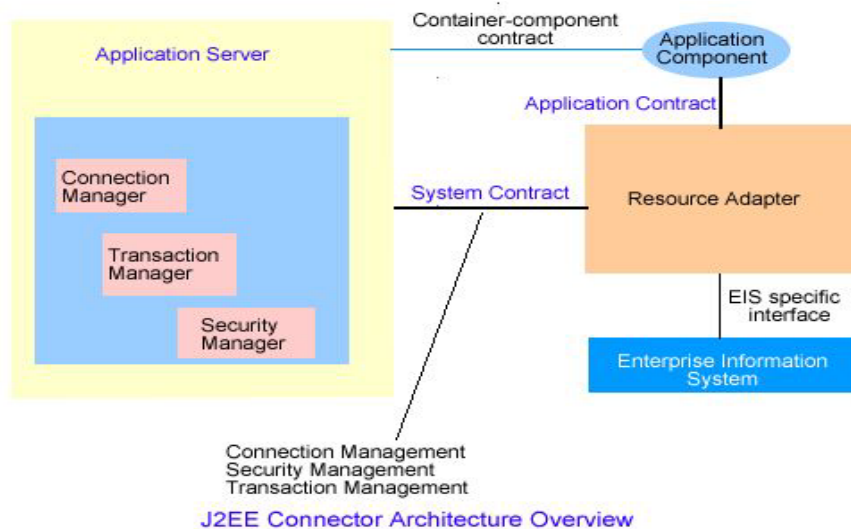 Container-component
contract
Application Server
Application
Component
Application Contract
Connection
Manager
System Contract
Resource Adapter
Transaction
Manager
EIS specific
interface
Security
Manager
Enterprise Information
System
Connection Management
Security Management
Transaction Management
J2EE Connector Architecture Overview